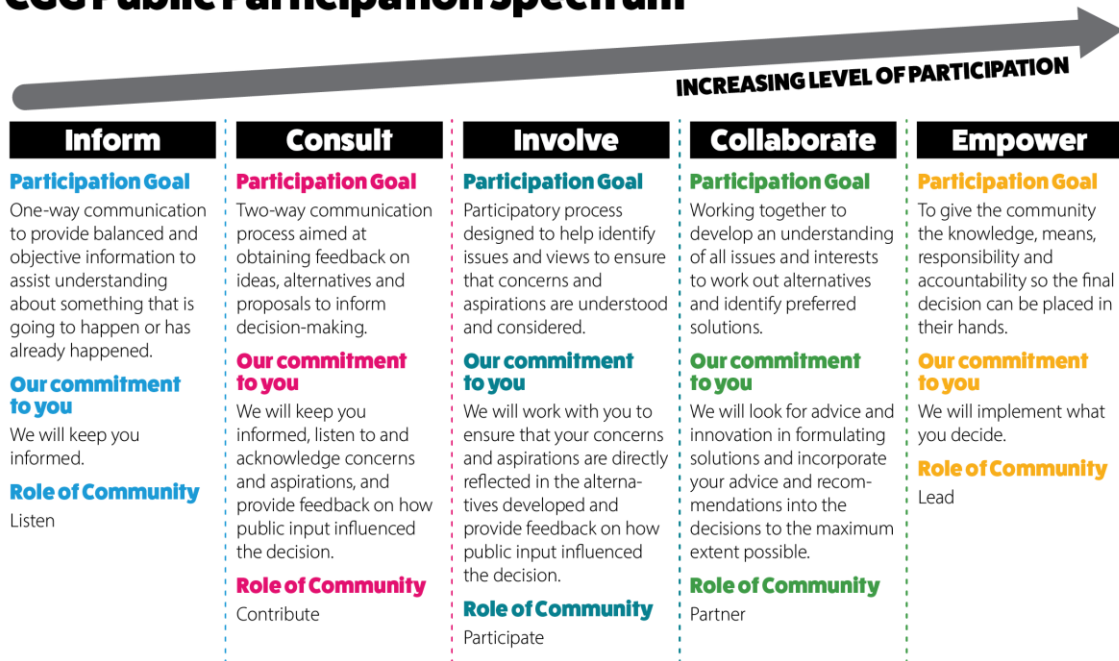 CGG Public Participation Spectrum
INCREASING LEVEL OF PARTICIPATION
Inform
Participation Goal
One-way communication
to provide balanced and
objective information to
assist understanding
about something that is
going to happen or has
already happened.
Our commitment
to you
We will keep you
informed.
Role of Community
Listen
Consult
Participation Goal
Two-way communication
process aimed at
obtaining feedback on
ideas, alternatives and
proposals to inform
decision-making.
Our commitment
to you
We will keep you
informed, listen to and
acknowledge concerns
and aspirations, and
provide feedback on how
public input influenced
the decision.
Role of Community
Contribute
Involve
Participation Goal
Participatory process
designed to help identify
issues and views to ensure
that concerns and
aspirations are understood
and considered.
Our commitment
to you
We will work with you to
ensure that your concerns
and aspirations are directly
reflected in the alterna-
tives developed and
provide feedback on how
public input influenced
the decision.
Role of Community
Participate
Collaborate
Participation Goal
Working together to
develop an understanding
of all issues and interests
to work out alternatives
and identify preferred
solutions.
Our commitment
to you
We will look for advice and
innovation in formulating
solutions and incorporate
your advice and recom-
mendations into the
decisions to the maximum
extent possible.
Role of Community
Partner
Empower
Participation Goal
To give the community
the knowledge, means,
responsibility and
accountability so the final
decision can be placed in
their hands.
Our commitment
to you
We will implement what
you decide.
Role of Community
Lead